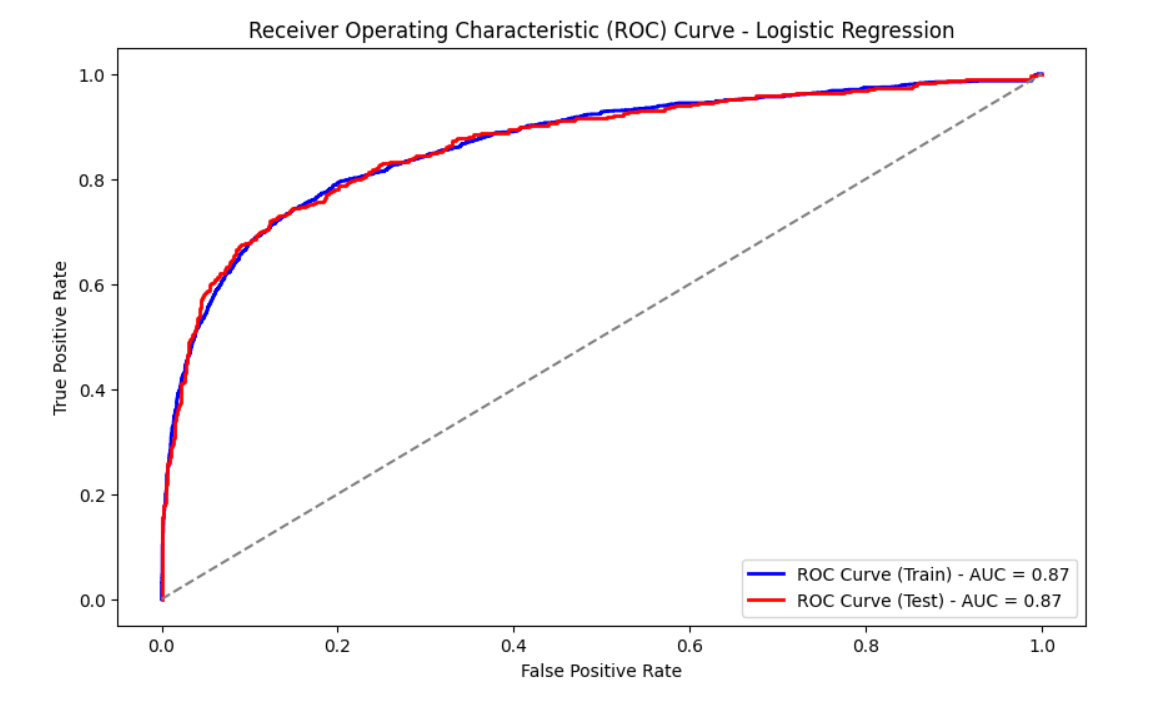 Receiver Operating Characteristic (ROC) Curve - Logistic Regression
True Positive Rate
1.0
0.8
0.6
0.4
0.2
0.0
ROC Curve (Train) - AUC = 0.87
ROC Curve (Test) - AUC = 0.87
0.0 0.2 0.4 0.6 0.8 1.0
False Positive Rate